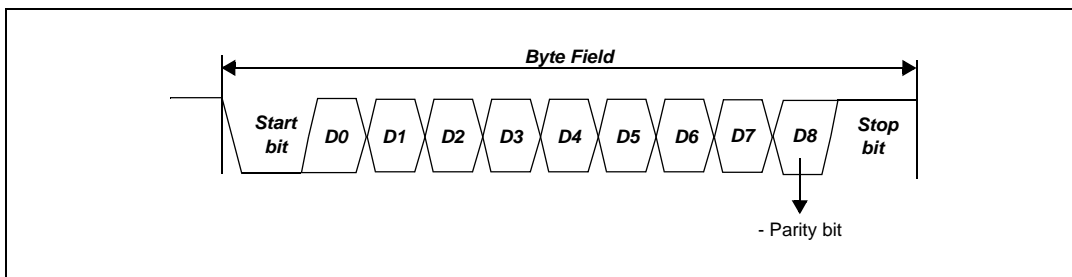 Byte Field
Start bit D0 D1 D2 D3 D4 D5 D6 D7 D8 Stop bit
- Parity bit